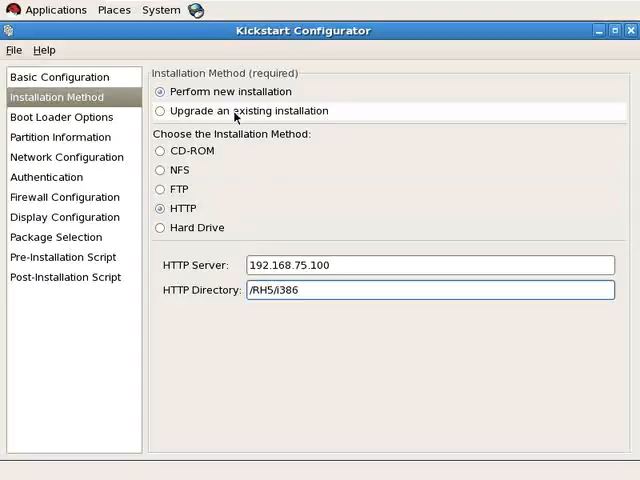 Applications Places System
Kickstart Configurator
File Help
Basic Configuration
Installation Method
Boot Loader Options
Partition Information
Network Configuration
Authentication
Firewall Configuration
Display Configuration
Package Selection
Pre-Installation Script
Post-Installation Script
Installation Method (required)
Perform new installation
Upgrade an existing installation
Choose the Installation Method:
CD-ROM
NFS
FTP
HTTP
Hard Drive
HTTP Server: 192.168.75.100
HTTP Directory: /RH5/i386